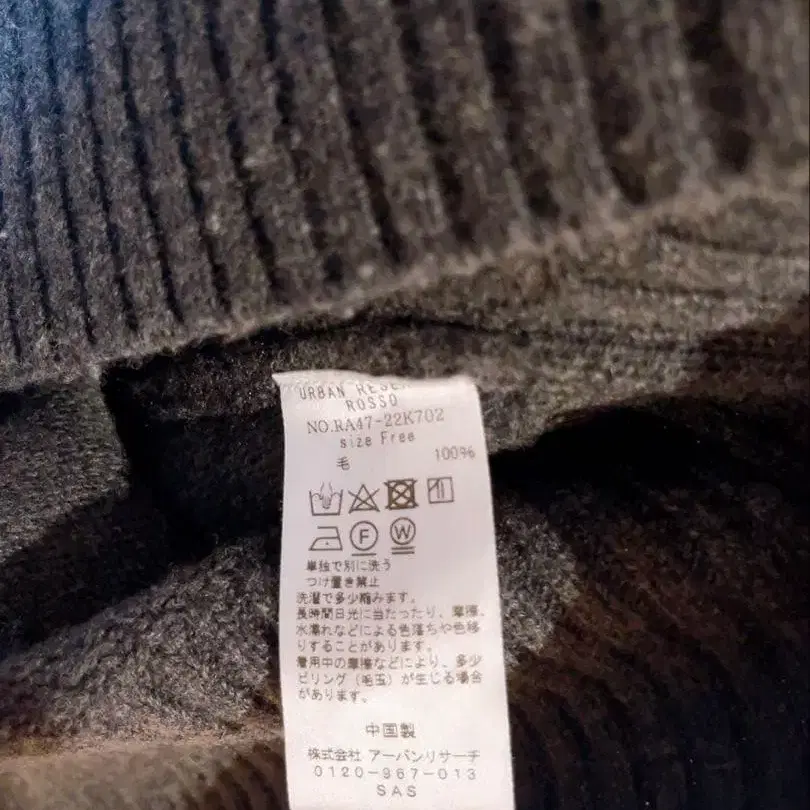 URBAN RESEA
ROSSO
NO.RA47-22K702
size Free
毛 100%
F W
単独で別に洗う
つけ置き禁止
洗濯で多少縮みます。
長時間日光に当たったり、摩擦、
水濡れなどによる色落ちや色移
りすることがあります。
着用中の摩擦などにより、多少
ピリング（毛玉）が生じる場合
があります。
中国製
株式会社 アーバンリサーチ
0120-967-013
SAS